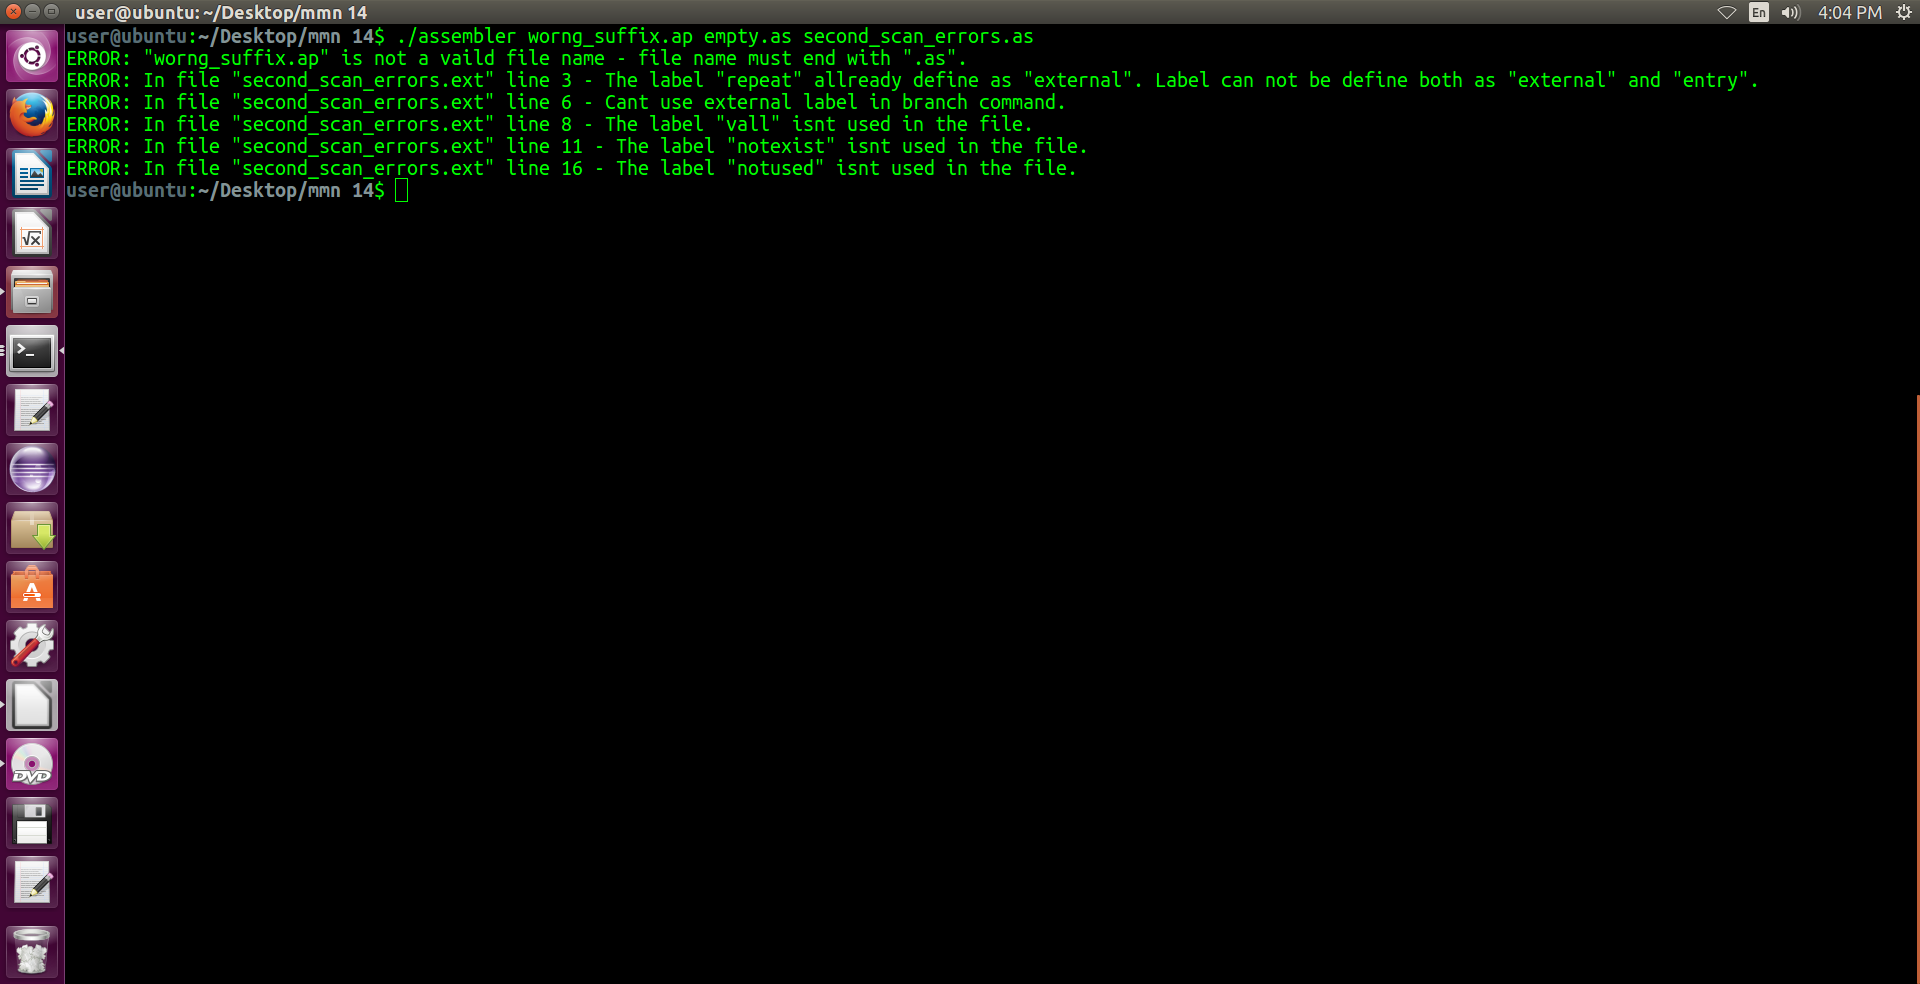 user@ubuntu: ~/Desktop/mmn 14
En
4:04 PM
user@ubuntu:~/Desktop/mmn 14$ ./assembler worng_suffix.ap empty.as second_scan_errors.as
ERROR: "worng_suffix.ap" is not a vaild file name - file name must end with ".as".
ERROR: In file "second_scan_errors.ext" line 3 - The label "repeat" allready define as "external". Label can not be define both as "external" and "entry".
ERROR: In file "second_scan_errors.ext" line 6 - Cant use external label in branch command.
ERROR: In file "second_scan_errors.ext" line 8 - The label "vall" isnt used in the file.
ERROR: In file "second_scan_errors.ext" line 11 - The label "notexist" isnt used in the file.
ERROR: In file "second_scan_errors.ext" line 16 - The label "notused" isnt used in the file.
user@ubuntu:~/Desktop/mmn 14$
√x
>_
A
DVD